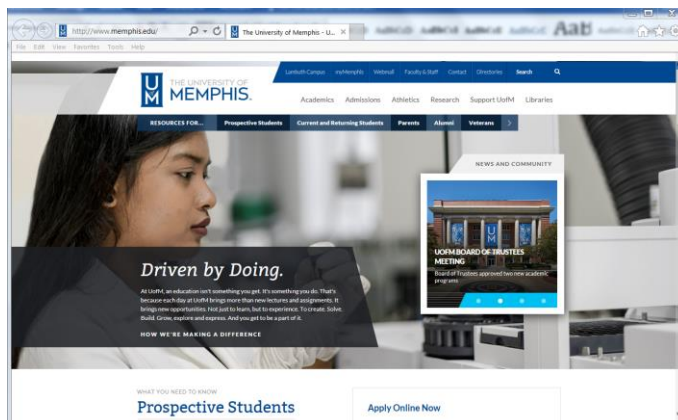 http://www.memphis.edu/
The University of Memphis - U...
File Edit View Favorites Tools Help
THE UNIVERSITY OF
MEMPHIS.
Lambuth Campus myMemphis Webmail Faculty & Staff Contact Directories Search
Academics Admissions Athletics Research Support UofM Libraries
RESOURCES FOR... Prospective Students Current and Returning Students Parents Alumni Veterans
NEWS AND COMMUNITY
UOFM BOARD OF TRUSTEES
MEETING
Board of Trustees approved two new academic
programs
Driven by Doing.
At UofM, an education isn't something you get. It's something you do. That's
because each day at UofM brings more than new lectures and assignments. It
brings new opportunities. Not just to learn, but to experience. To create. Solve.
Build. Grow, explore and express. And you get to be a part of it.
HOW WE'RE MAKING A DIFFERENCE
WHAT YOU NEED TO KNOW
Prospective Students
Apply Online Now